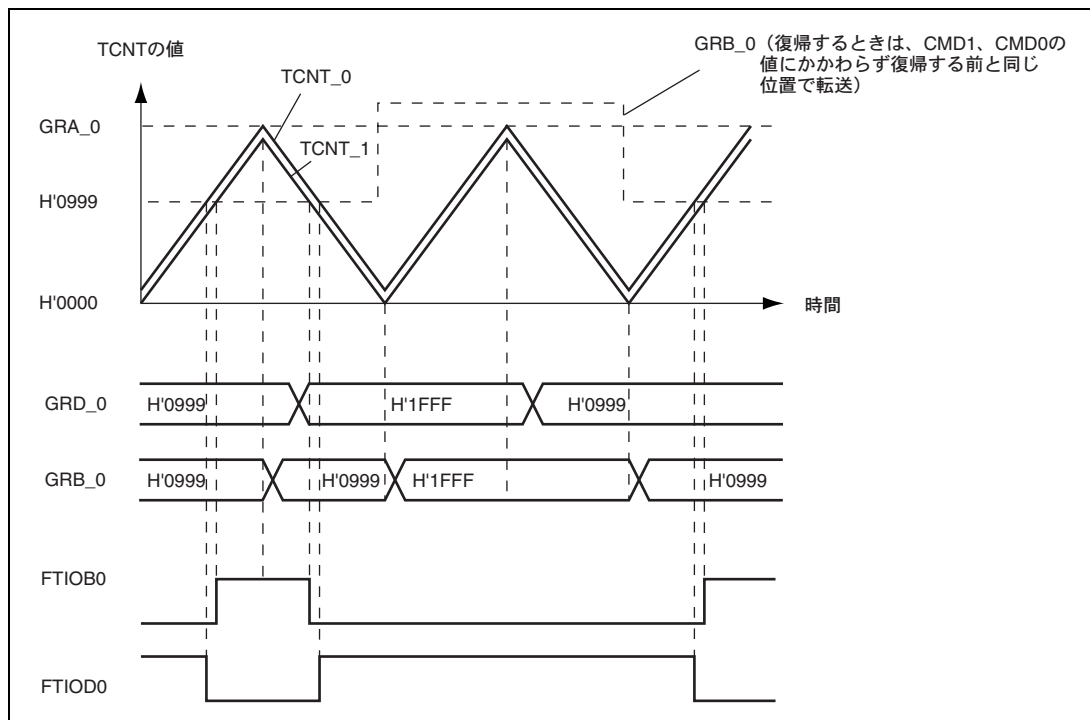 TCNTの値
GRB_0（復帰するときは、CMD1、CMD0の
値にかかわらず復帰する前と同じ
位置で転送）
TCNT_0
GRA_0
TCNT_1
H'0999
H'0000
時間
GRD_0
H'0999
H'1FFF
H'0999
GRB_0
H'0999
H'0999
H'1FFF
H'0999
FTIOB0
FTIOD0